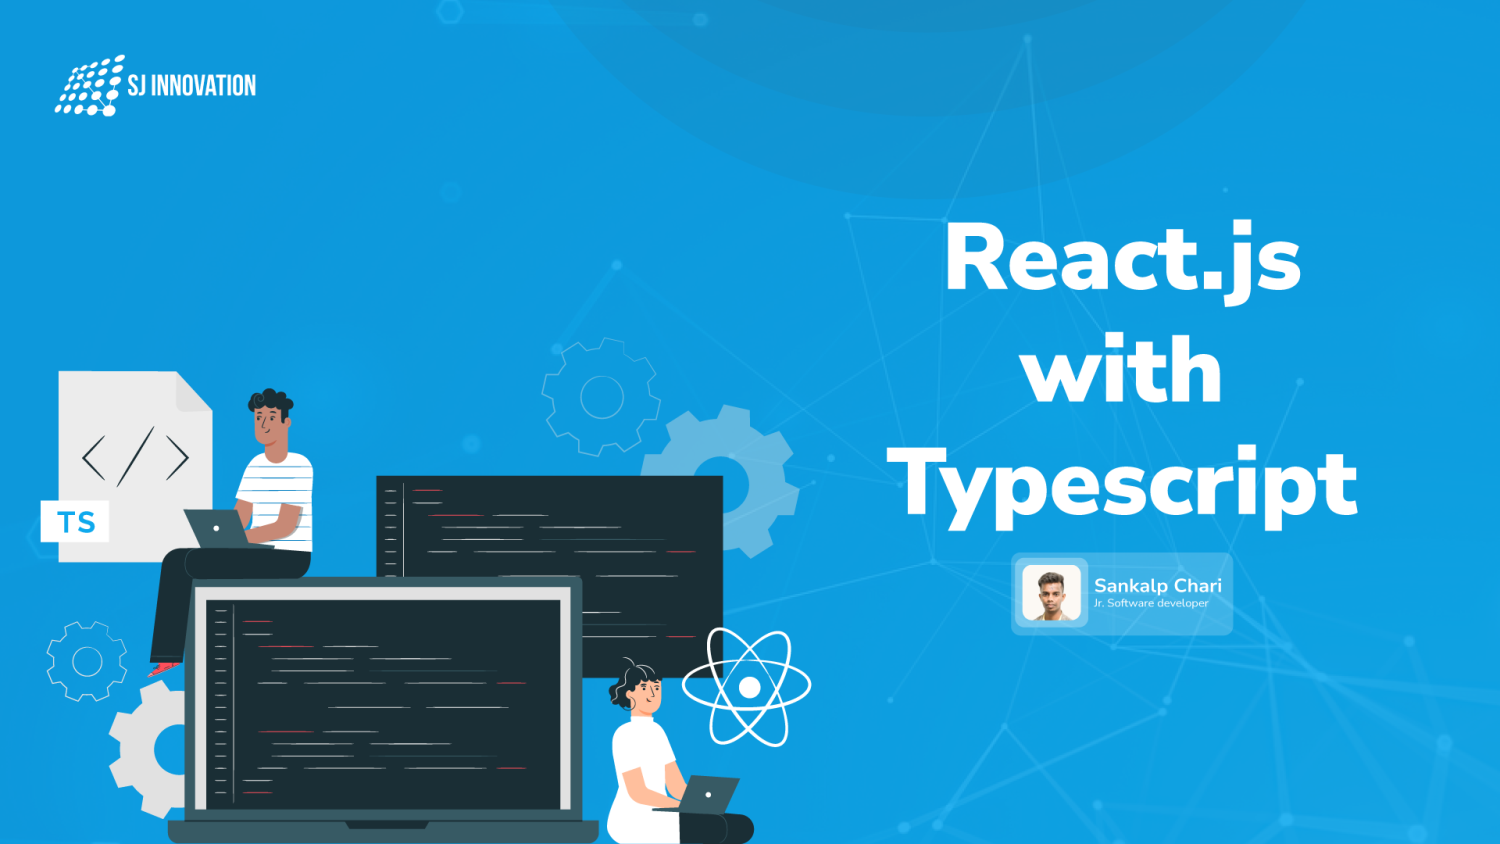 SJ INNOVATION
React.js
with
Typescript
Sankalp Chari
Jr. Software developer
</>
TS